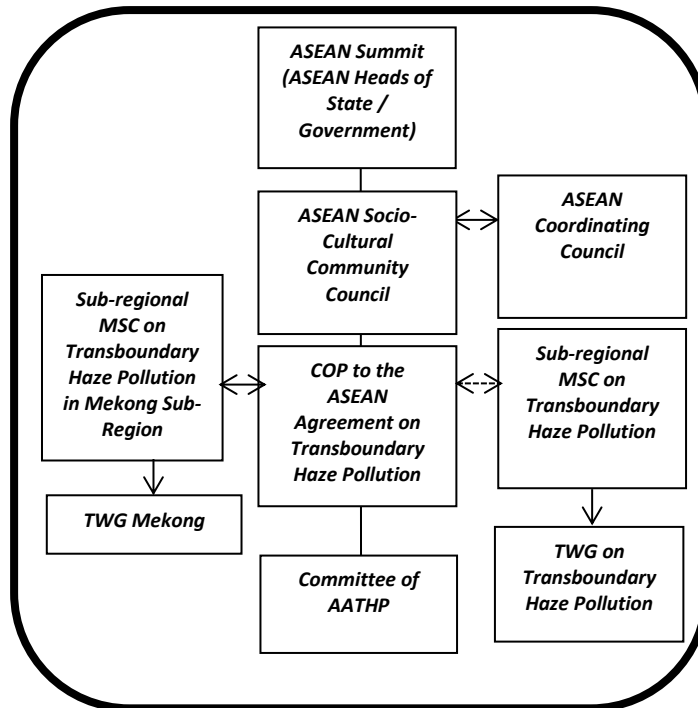 ASEAN Summit
(ASEAN Heads of
State /
Government)
ASEAN Socio-
Cultural
Community
Council
ASEAN
Coordinating
Council
Sub-regional
MSC on
Transboundary
Haze Pollution
in Mekong Sub-
Region
COP to the
ASEAN
Agreement on
Transboundary
Haze Pollution
Sub-regional
MSC on
Transboundary
Haze Pollution
TWG Mekong
Committee of
AATHP
TWG on
Transboundary
Haze Pollution